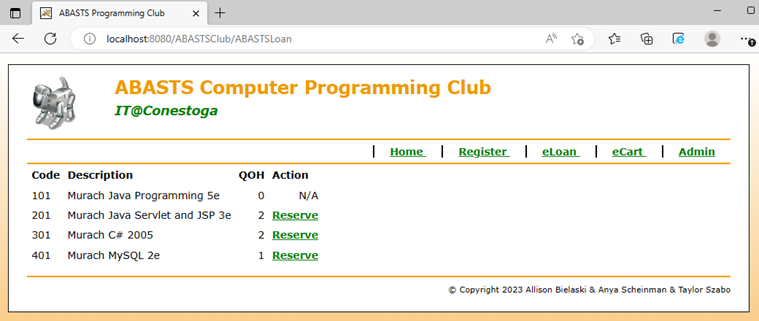 ABASTS Programming Club
localhost:8080/ABASTSClub/ABASTSLoan
ABASTS Computer Programming Club
IT@Conestoga
| Home | Register | eLoan | eCart | Admin
Code Description QOH Action
101 Murach Java Programming 5e 0 N/A
201 Murach Java Servlet and JSP 3e 2 Reserve
301 Murach C# 2005 2 Reserve
401 Murach MySQL 2e 1 Reserve
© Copyright 2023 Allison Bielaski & Anya Scheinman & Taylor Szabo